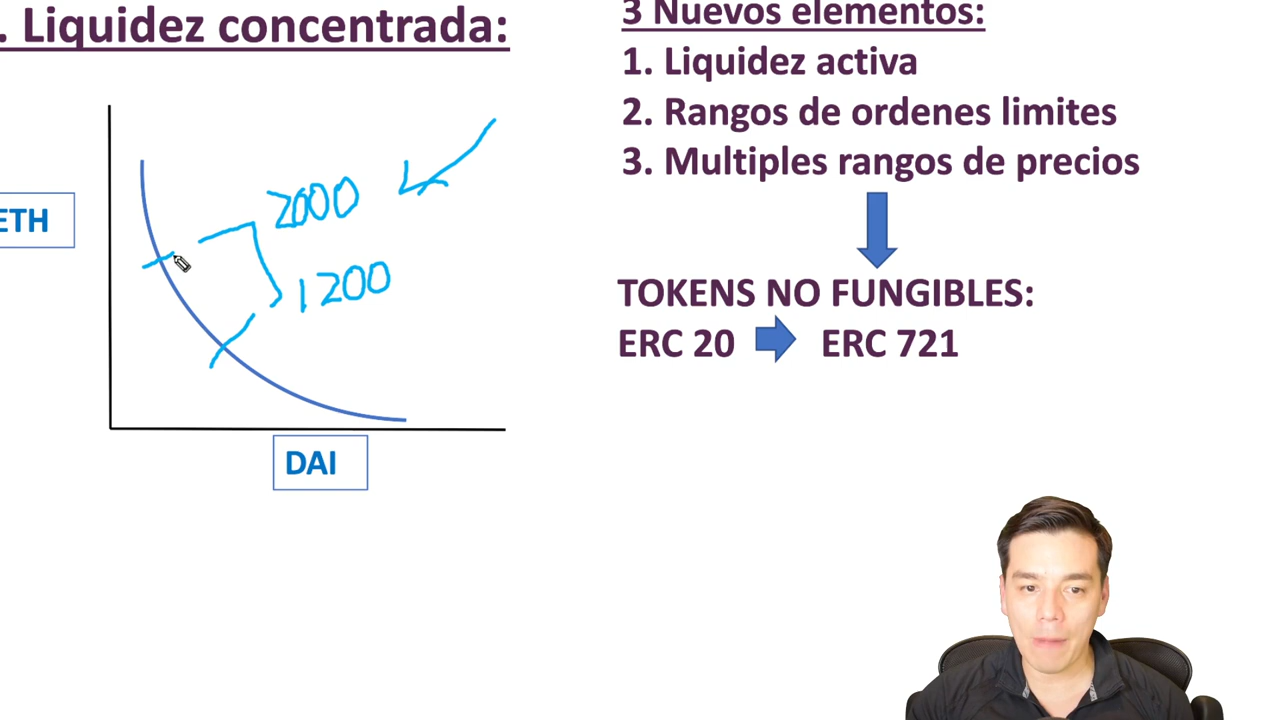 . Liquidez concentrada:
ETH
2000
1200
DAI
3 Nuevos elementos:
1. Liquidez activa
2. Rangos de ordenes limites
3. Multiples rangos de precios
TOKENS NO FUNGIBLES:
ERC 20 ERC 721